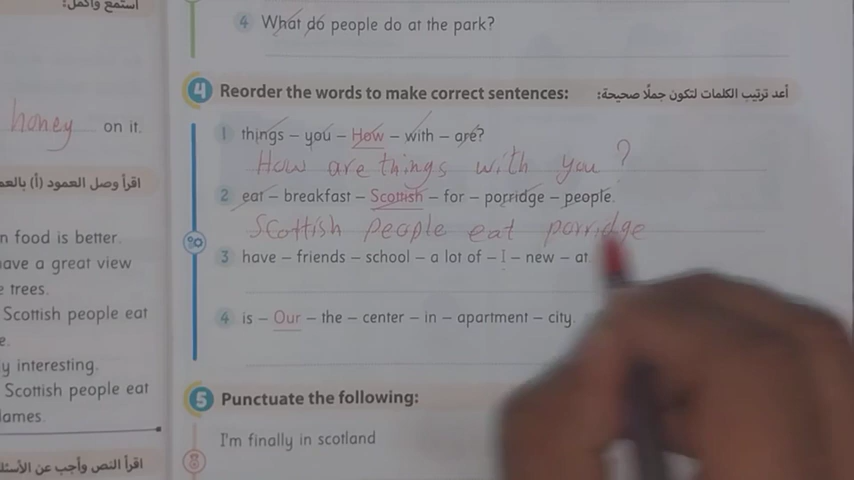 استمع وأكمل:
4 What do people do at the park?
4 Reorder the words to make correct sentences:
أعد ترتيب الكلمات لتكون جملًا صحيحة:
honey on it.
1 things – you – How – with – are?
How are things with you ?
اقرأ وصل العمود (أ) بالعمو
2 eat – breakfast – Scottish – for – porridge – people.
Scottish people eat porridge
n food is better.
3 have – friends – school – a lot of – I – new – at.
ave a great view
e trees.
Scottish people eat
4 is – Our – the – center – in – apartment – city.
e.
y interesting.
Scottish people eat
lames.
5 Punctuate the following:
I'm finally in scotland
اقرأ النص وأجب عن الأسئلة